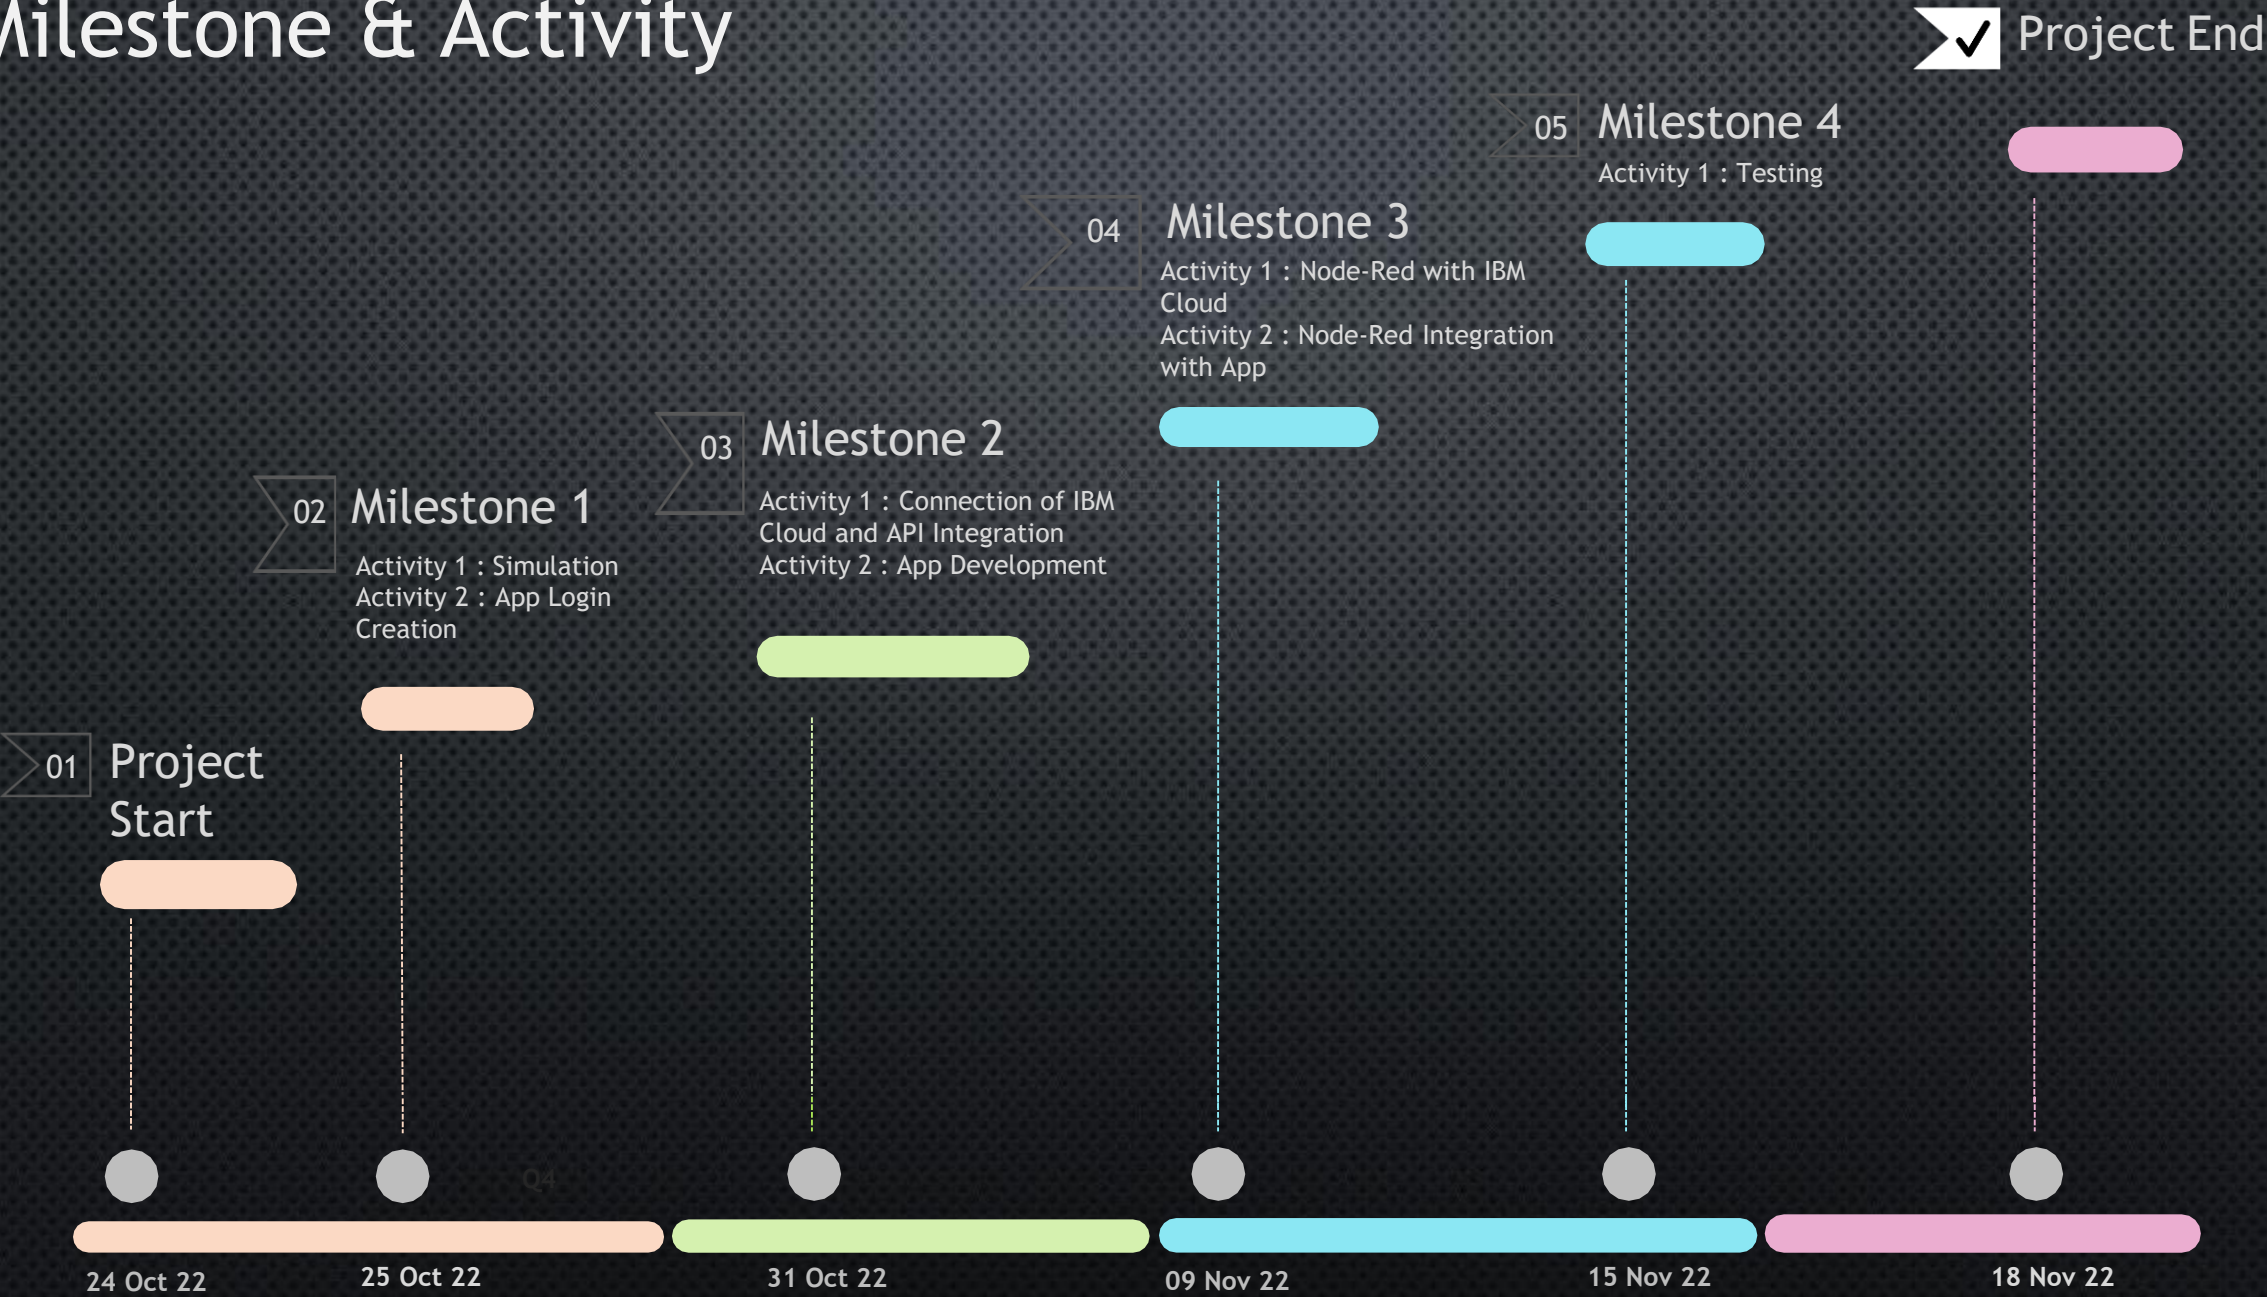 Milestone & Activity
Project End
05
Milestone 4
Activity 1 : Testing
04
Milestone 3
Activity 1 : Node-Red with IBM
Cloud
Activity 2 : Node-Red Integration
with App
03
Milestone 2
Activity 1 : Connection of IBM
Cloud and API Integration
Activity 2 : App Development
02
Milestone 1
Activity 1 : Simulation
Activity 2 : App Login
Creation
01
Project
Start
Q4
24 Oct 22
25 Oct 22
31 Oct 22
09 Nov 22
15 Nov 22
18 Nov 22